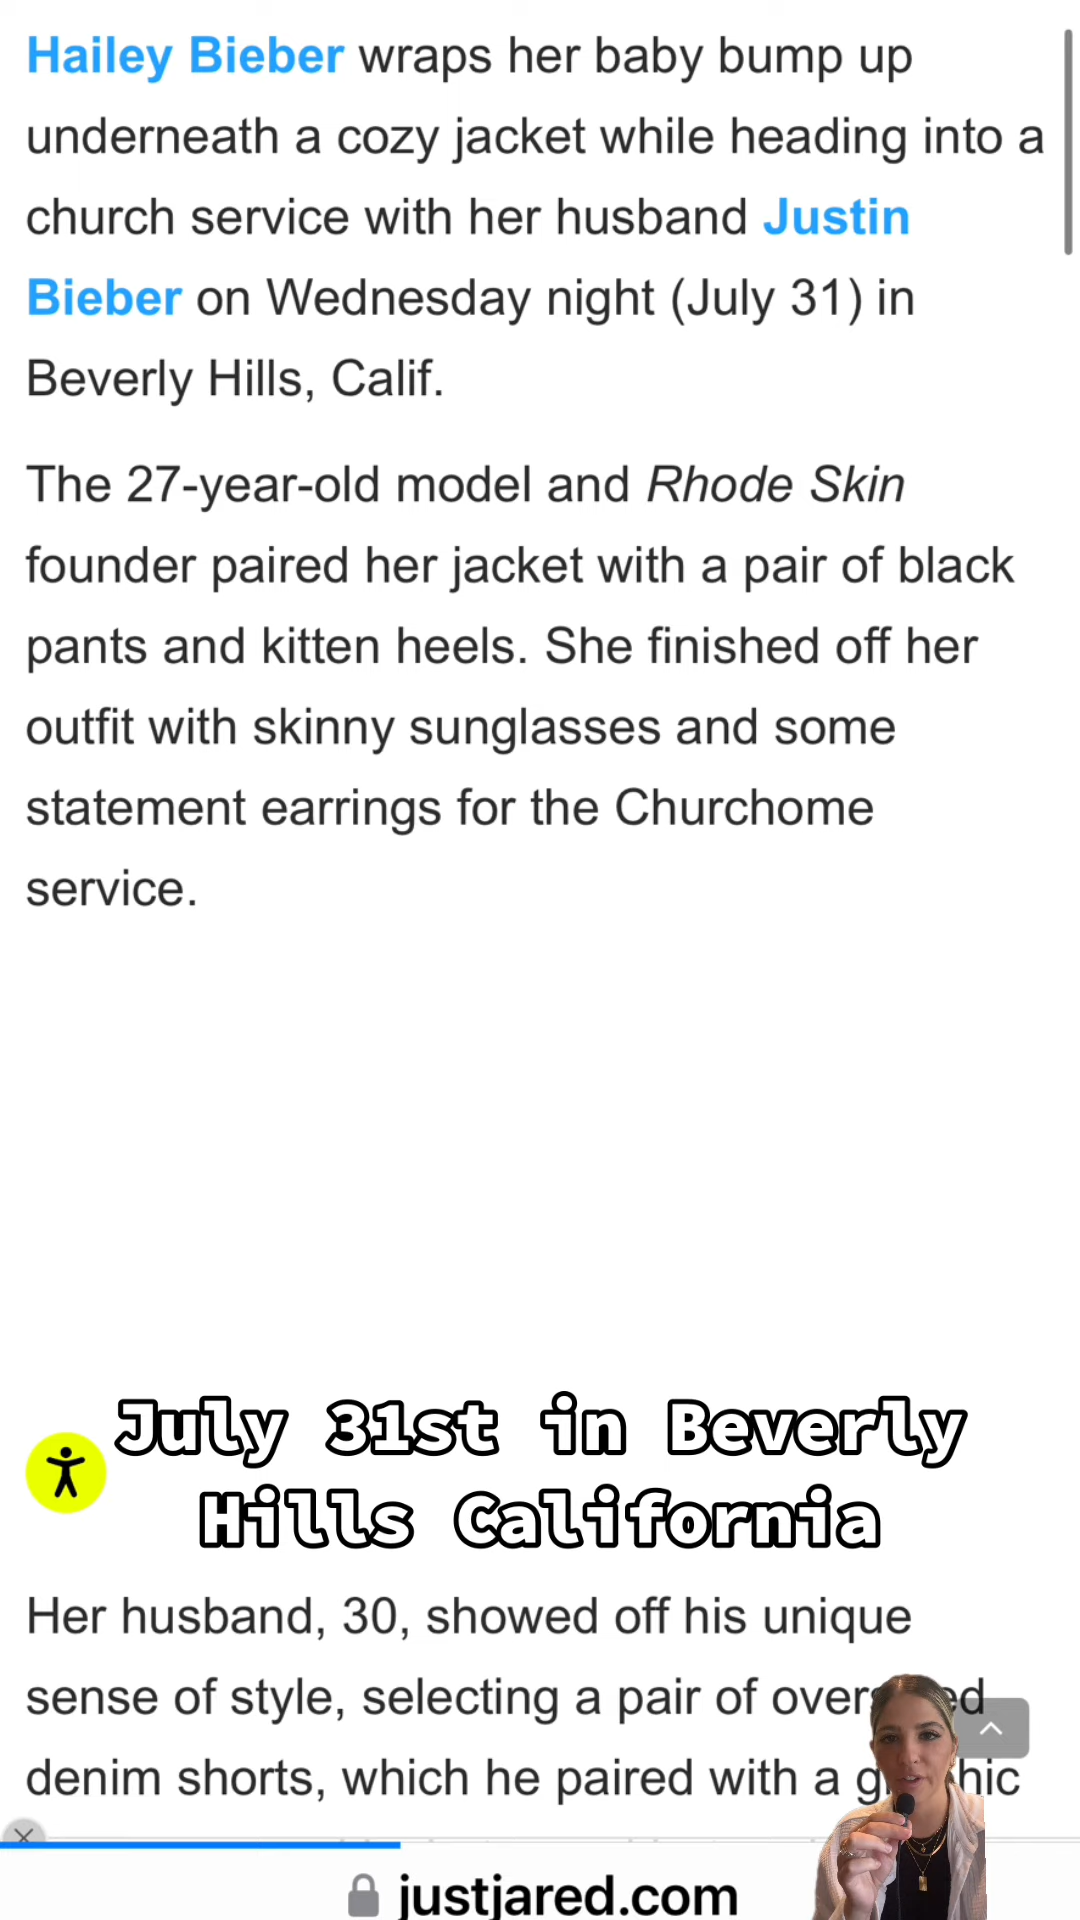 Hailey Bieber wraps her baby bump up
underneath a cozy jacket while heading into a
church service with her husband Justin
Bieber on Wednesday night (July 31) in
Beverly Hills, Calif.
The 27-year-old model and Rhode Skin
founder paired her jacket with a pair of black
pants and kitten heels. She finished off her
outfit with skinny sunglasses and some
statement earrings for the Churchome
service.
July 31st in Beverly
Hills California
Her husband, 30, showed off his unique
sense of style, selecting a pair of
denim shorts, which he paired with a
justjared.com